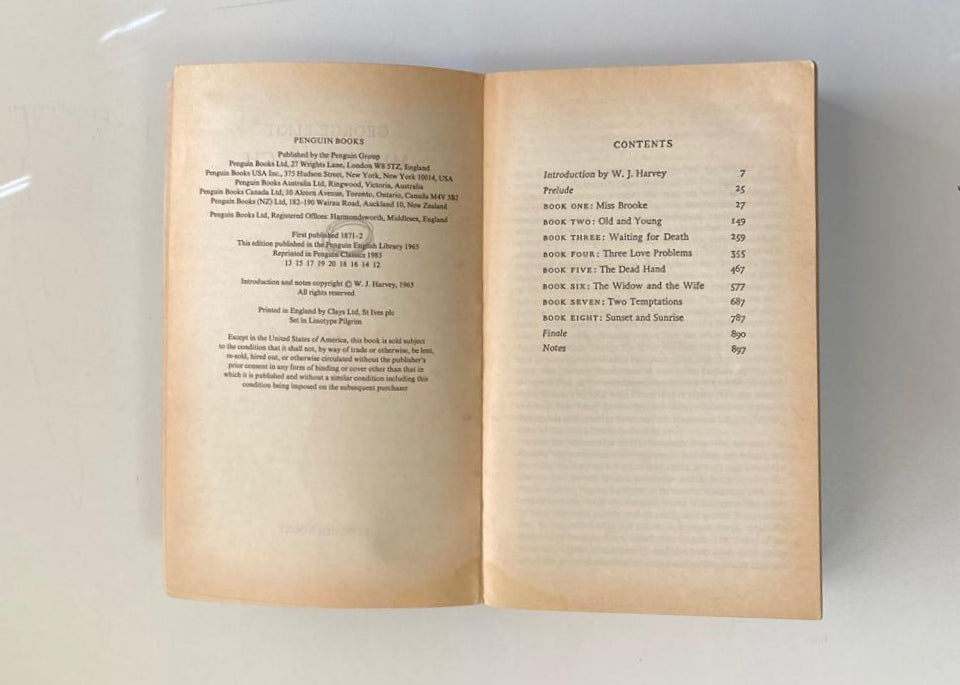 PENGUIN BOOKS
Published by the Penguin Group
Penguin Books Ltd, 27 Wrights Lane, London W8 5TZ, England
Penguin Books USA Inc., 375 Hudson Street, New York, New York 10014, USA
Penguin Books Australia Ltd, Ringwood, Victoria, Australia
Penguin Books Canada Ltd, 10 Alcorn Avenue, Toronto, Ontario, Canada M4V 3B2
Penguin Books (NZ) Ltd, 182-190 Wairau Road, Auckland 10, New Zealand
Penguin Books Ltd, Registered Offices: Harmondsworth, Middlesex, England
First published 1871-2
This edition published in the Penguin English Library 1965
Reprinted in Penguin Classics 1985
13 15 17 19 20 18 16 14 12
Introduction and notes copyright © W. J. Harvey, 1965
All rights reserved
Printed in England by Clays Ltd, St Ives plc
Set in Linotype Pilgrim
Except in the United States of America, this book is sold subject
to the condition that it shall not, by way of trade or otherwise, be lent,
re-sold, hired out, or otherwise circulated without the publisher's
prior consent in any form of binding or cover other than that in
which it is published and without a similar condition including this
condition being imposed on the subsequent purchaser
CONTENTS
Introduction by W. J. Harvey 7
Prelude 25
BOOK ONE: Miss Brooke 27
BOOK TWO: Old and Young 149
BOOK THREE: Waiting for Death 259
BOOK FOUR: Three Love Problems 355
BOOK FIVE: The Dead Hand 467
BOOK SIX: The Widow and the Wife 577
BOOK SEVEN: Two Temptations 687
BOOK EIGHT: Sunset and Sunrise 787
Finale 890
Notes 897